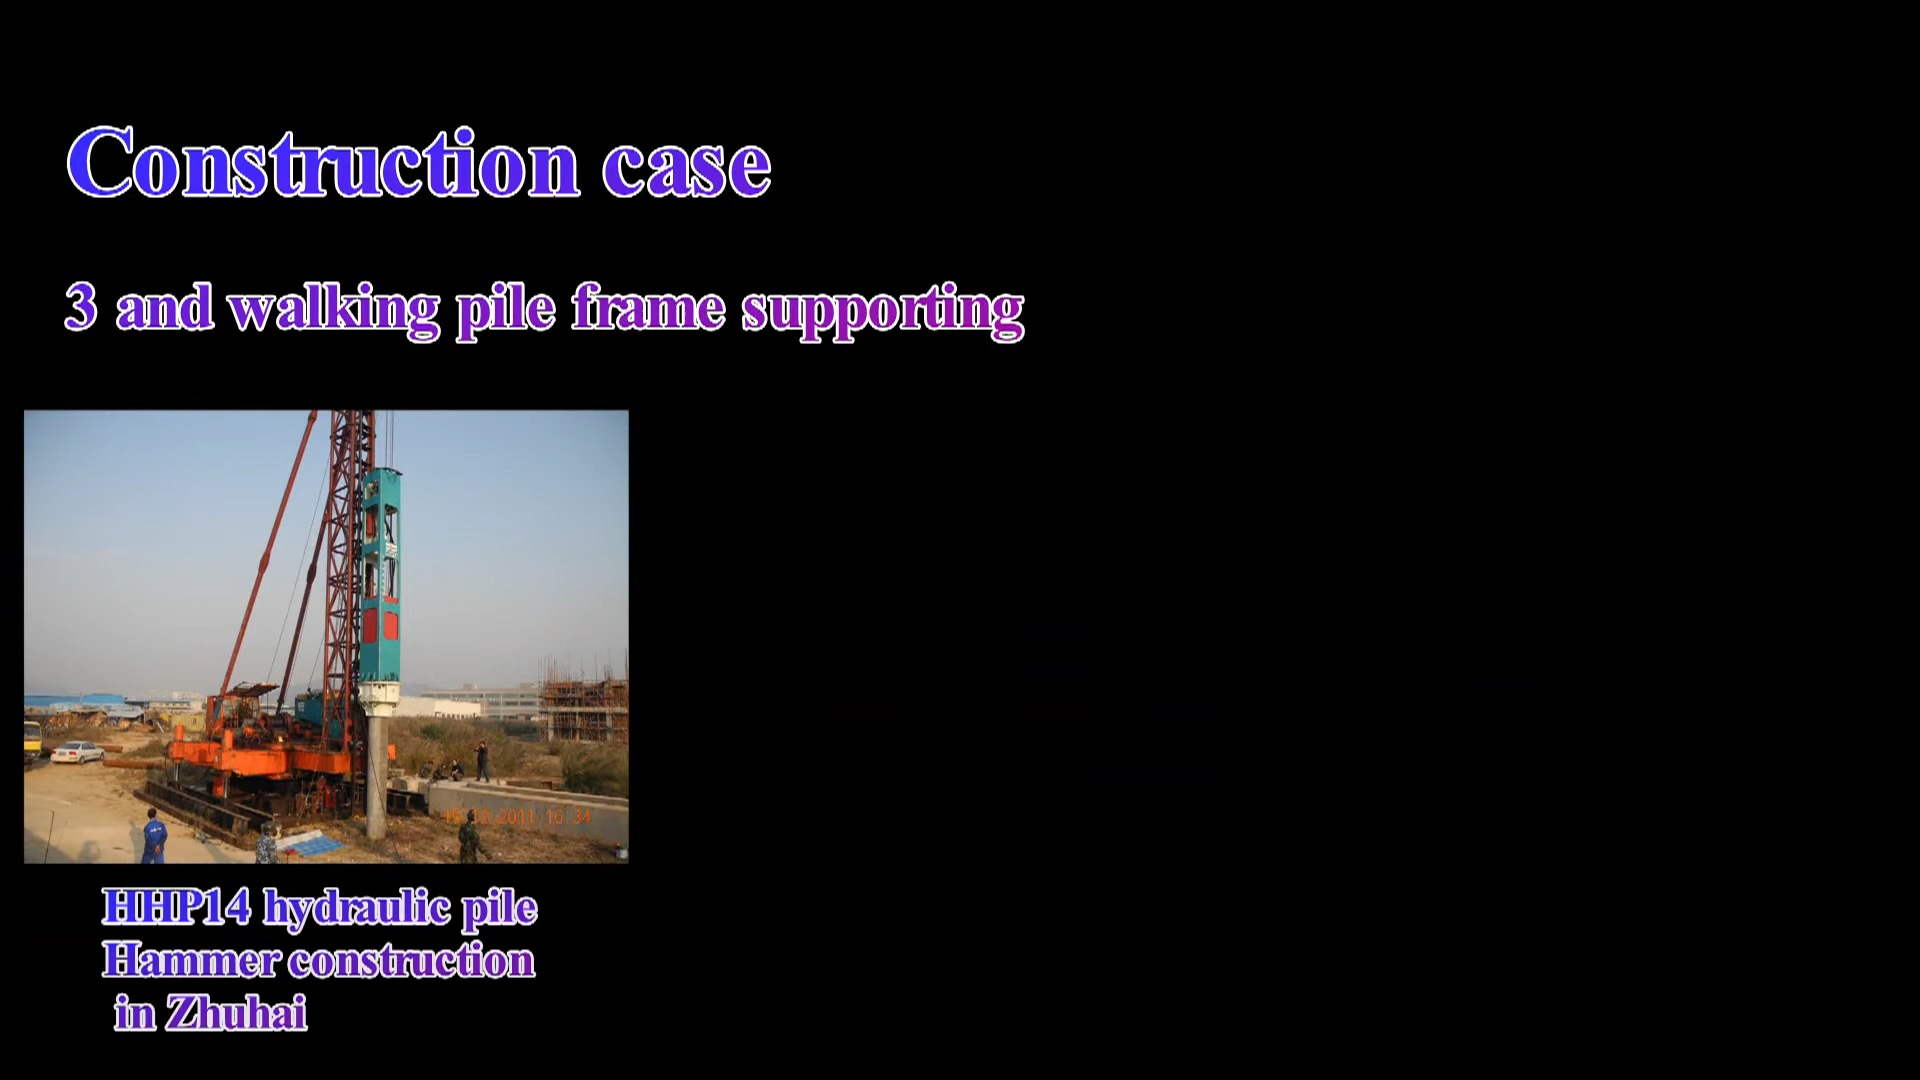 Construction case
3 and walking pile frame supporting
HHP14 hydraulic pile
Hammer construction
in Zhuhai